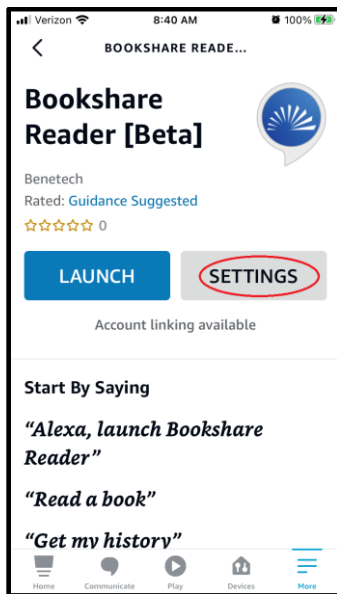 Verizon 8:40 AM 100%
BOOKSHARE READE...
Bookshare
Reader [Beta]
Benetech
Rated: Guidance Suggested
0
LAUNCH SETTINGS
Account linking available
Start By Saying
“Alexa, launch Bookshare
Reader”
“Read a book”
“Get my history”
Home Communicate Play Devices More